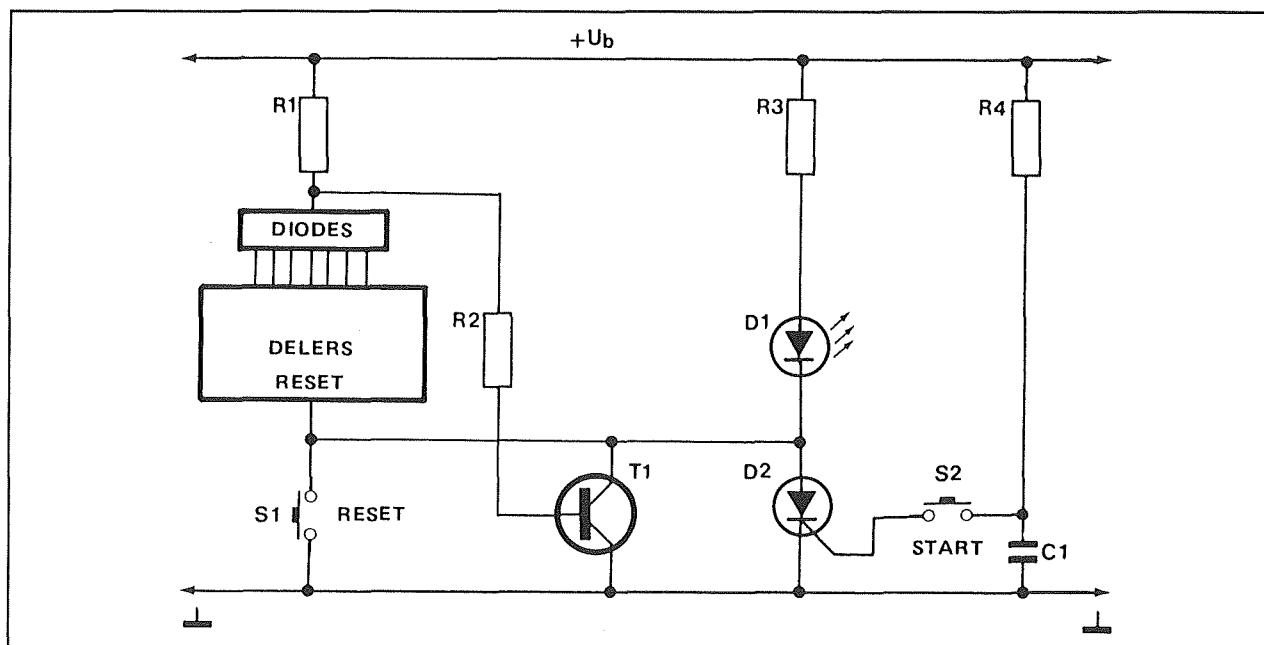 +Ub
R1
R3
R4
DIODES
R2
D1
DELERS
RESET
T1
D2
S2
S1
RESET
START
C1